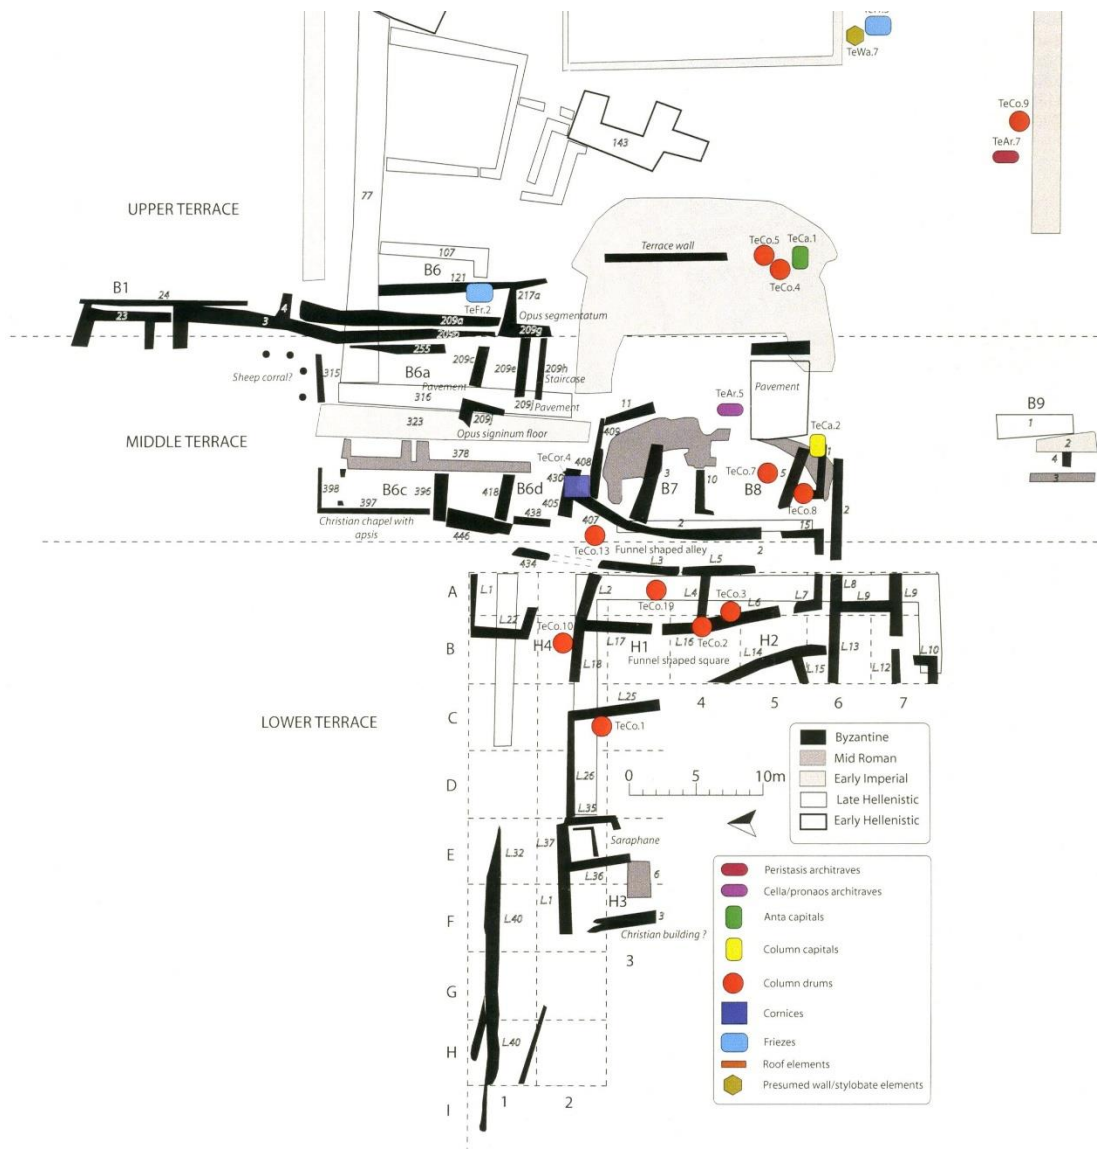 TeWa.7
TeCo.9
TeAr.7
143
77
UPPER TERRACE
107
Terrace wall
TeCo.5
TeCa.1
TeCo.4
B6
121
B1
24
217a
TeFr.2
4
23
3
209a
Opus segmentatum
209b
209g
255
209c
209e
209h
Staircase
B6a
Sheep corral?
315
Pavement
316
209j
Pavement
Pavement
TeAr.5
11
B9
1
323
209j
409
TeCa.2
2
MIDDLE TERRACE
Opus signinum floor
378
TeCor.4
408
430
3
10
TeCo.7
5
1
4
3
398
B6c
396
418
B6d
405
B7
B8
TeCo.8
2
397
438
407
2
15
Christian chapel with
apsis
446
TeCo.13
Funnel shaped alley
2
434
L.3
L.5
A
L.1
L.2
TeCo.19
L.4
TeCo.3
L.6
L.7
L.8
L.9
L.9
L.22
TeCo.10
H4
L.17
H1
L.16
TeCo.2
H2
B
L.18
Funnel shaped square
L.14
L.15
L.13
L.12
L.10
4
5
6
7
L.25
LOWER TERRACE
C
TeCo.1
Byzantine
Mid Roman
Early Imperial
Late Hellenistic
Early Hellenistic
D
L.26
0
5
10m
L.35
E
L.32
L.37
Saraphane
L.36
6
F
L.40
L.1
H3
3
Christian building ?
3
G
H
L.40
I
1
2
Peristasis architraves
Cella/pronaos architraves
Anta capitals
Column capitals
Column drums
Cornices
Friezes
Roof elements
Presumed wall/stylobate elements